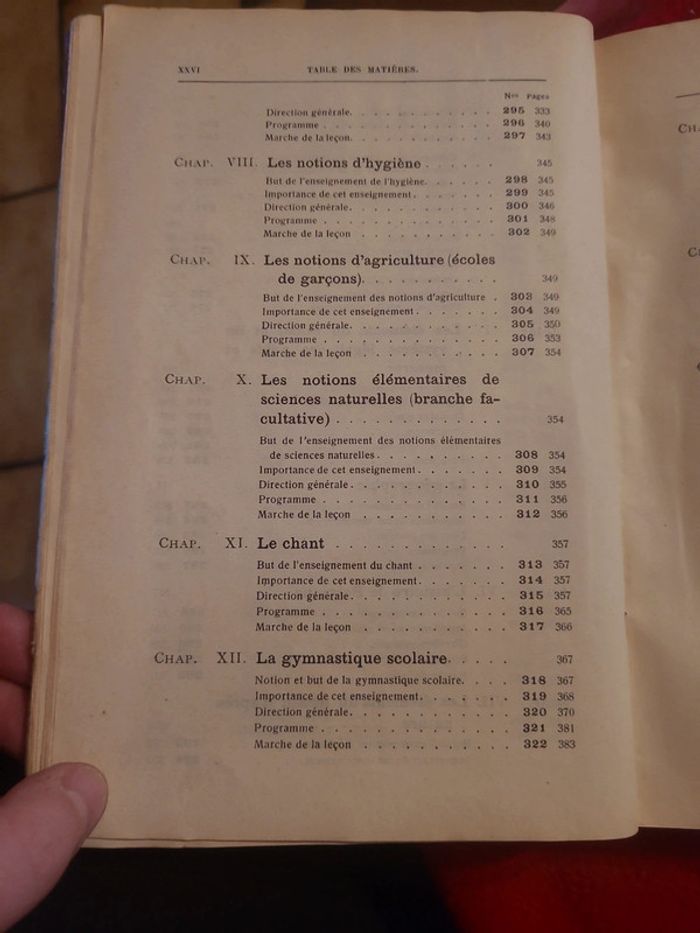 XXVI TABLE DES MATIÈRES.
Nos Pages
Direction générale. . . . . . . . . . . . 295 333
Programme . . . . . . . . . . . . . . 296 340
Marche de la leçon. . . . . . . . . . . . 297 343
CHAP. VIII. Les notions d'hygiène . . . . . . 345
But de l'enseignement de l'hygiène. . . . . . 298 345
Importance de cet enseignement. . . . . . . 299 345
Direction générale. . . . . . . . . . . . 300 346
Programme . . . . . . . . . . . . . . 301 348
Marche de la leçon . . . . . . . . . . . 302 349
CHAP. IX. Les notions d'agriculture (écoles
de garçons). . . . . . . . . . . 349
But de l'enseignement des notions d'agriculture . 303 349
Importance de cet enseignement. . . . . . . 304 349
Direction générale. . . . . . . . . . . . 305 350
Programme . . . . . . . . . . . . . . 306 353
Marche de la leçon . . . . . . . . . . . 307 354
CHAP. X. Les notions élémentaires de
sciences naturelles (branche fa-
cultative) . . . . . . . . . . . . . 354
But de l'enseignement des notions élémentaires
de sciences naturelles. . . . . . . . . . 308 354
Importance de cet enseignement. . . . . . . 309 354
Direction générale. . . . . . . . . . . . 310 355
Programme . . . . . . . . . . . . . . 311 356
Marche de la leçon . . . . . . . . . . . 312 356
CHAP. XI. Le chant . . . . . . . . . . . . . 357
But de l'enseignement du chant . . . . . . . 313 357
Importance de cet enseignement. . . . . . . 314 357
Direction générale. . . . . . . . . . . . 315 357
Programme . . . . . . . . . . . . . . 316 365
Marche de la leçon . . . . . . . . . . . 317 366
CHAP. XII. La gymnastique scolaire. . . . . 367
Notion et but de la gymnastique scolaire. . . . 318 367
Importance de cet enseignement. . . . . . . 319 368
Direction générale. . . . . . . . . . . . 320 370
Programme . . . . . . . . . . . . . . 321 381
Marche de la leçon . . . . . . . . . . . 322 383